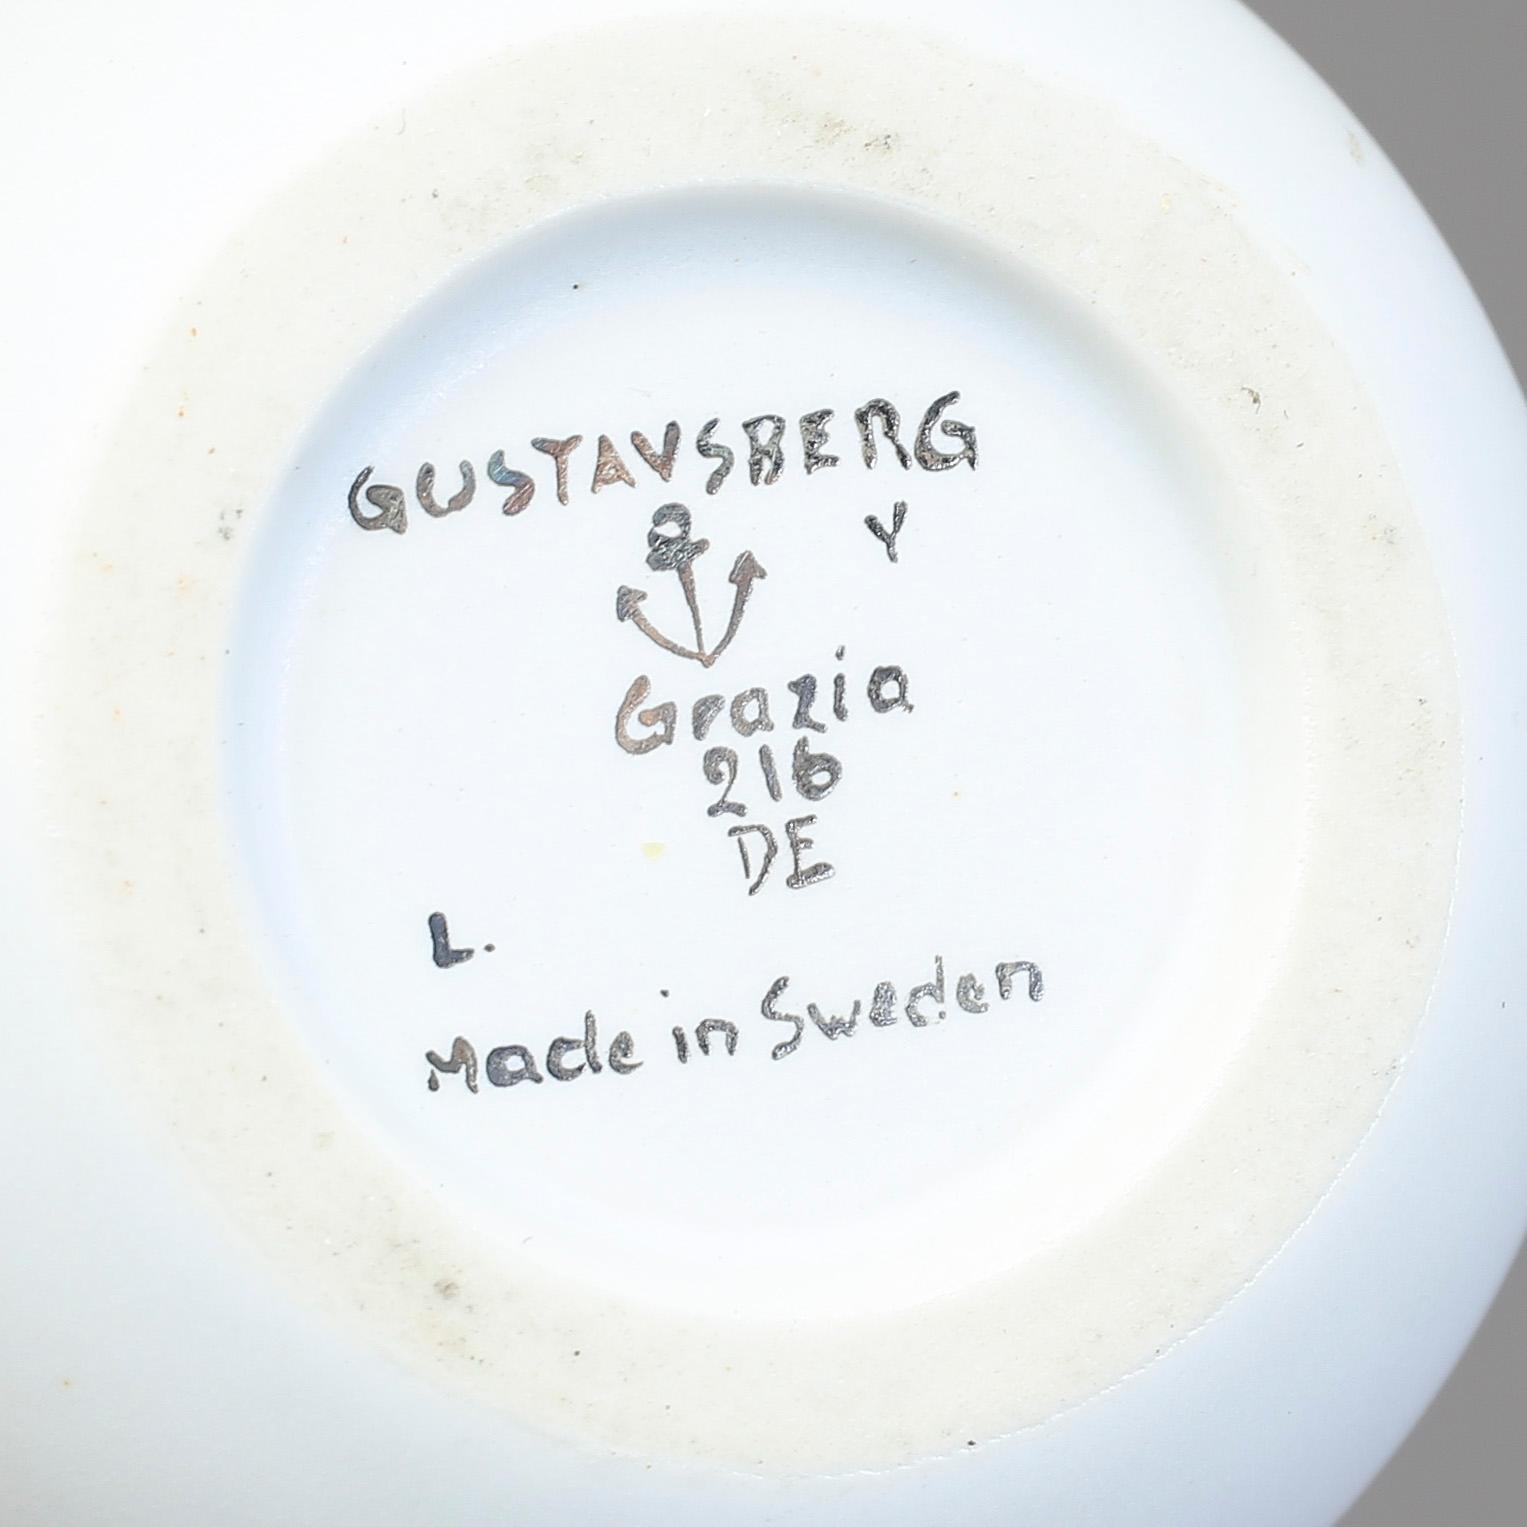 GUSTAVSBERG
Y
Grazia
216
DE
L.
Made in Sweden